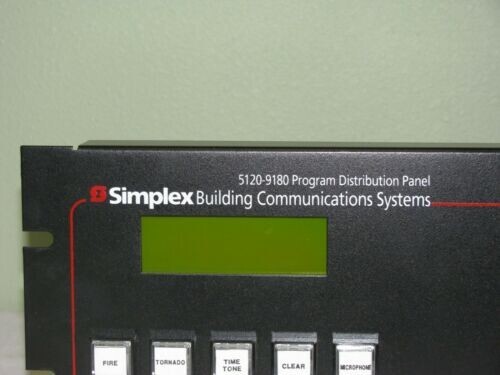 5120-9180 Program Distribution Panel
Simplex Building Communications Systems
FIRE
TORNADO
TIME
TONE
CLEAR
MICROPHONE